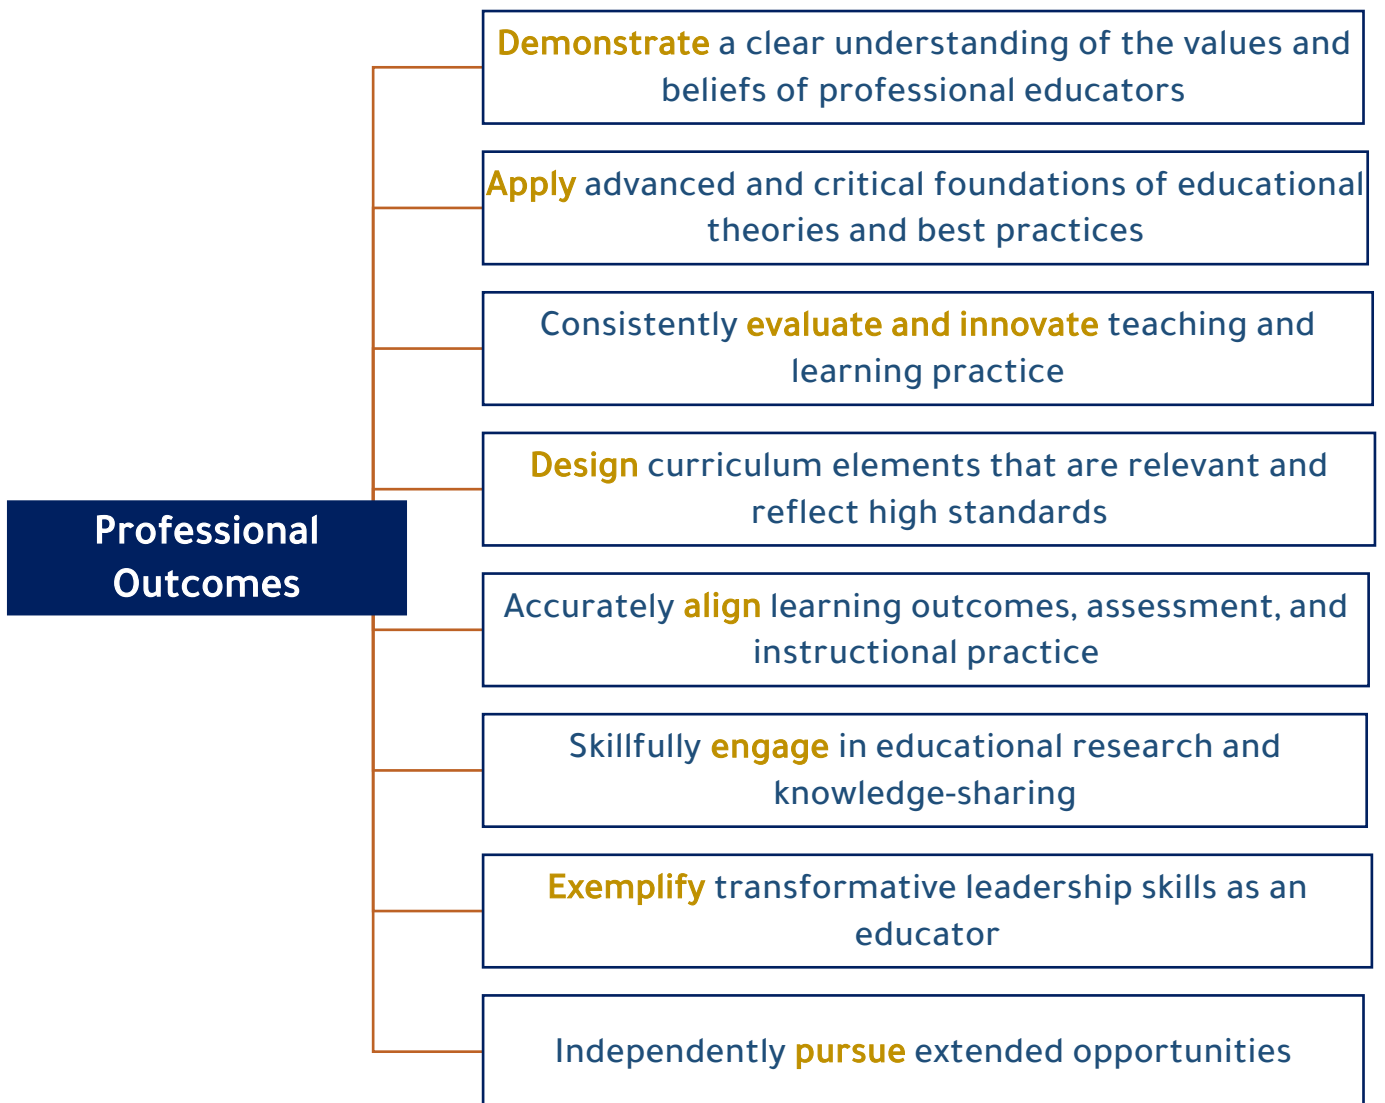 Demonstrate a clear understanding of the values and
beliefs of professional educators
Apply advanced and critical foundations of educational
theories and best practices
Consistently evaluate and innovate teaching and
learning practice
Design curriculum elements that are relevant and
reflect high standards
Professional
Outcomes
Accurately align learning outcomes, assessment, and
instructional practice
Skillfully engage in educational research and
knowledge-sharing
Exemplify transformative leadership skills as an
educator
Independently pursue extended opportunities